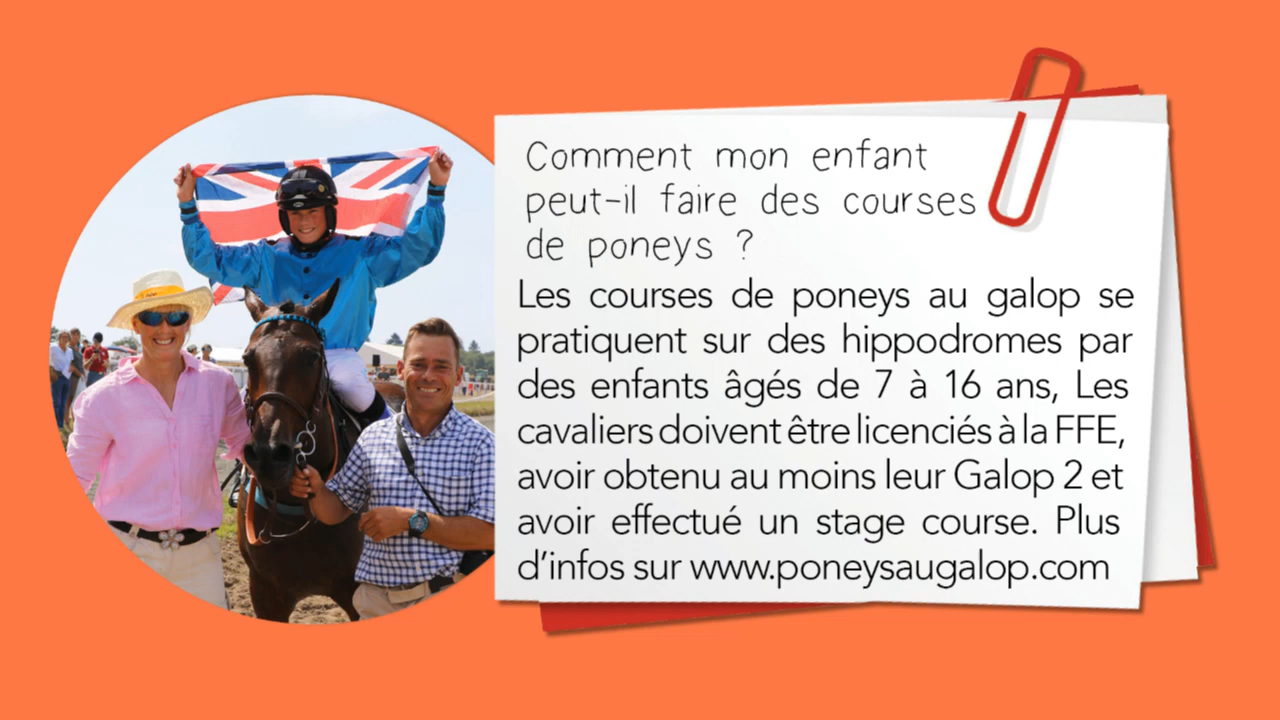 Comment mon enfant
peut-il faire des courses
de poneys ?
Les courses de poneys au galop se
pratiquent sur des hippodromes par
des enfants âgés de 7 à 16 ans, Les
cavaliers doivent être licenciés à la FFE,
avoir obtenu au moins leur Galop 2 et
avoir effectué un stage course. Plus
d’infos sur www.poneysaugalop.com